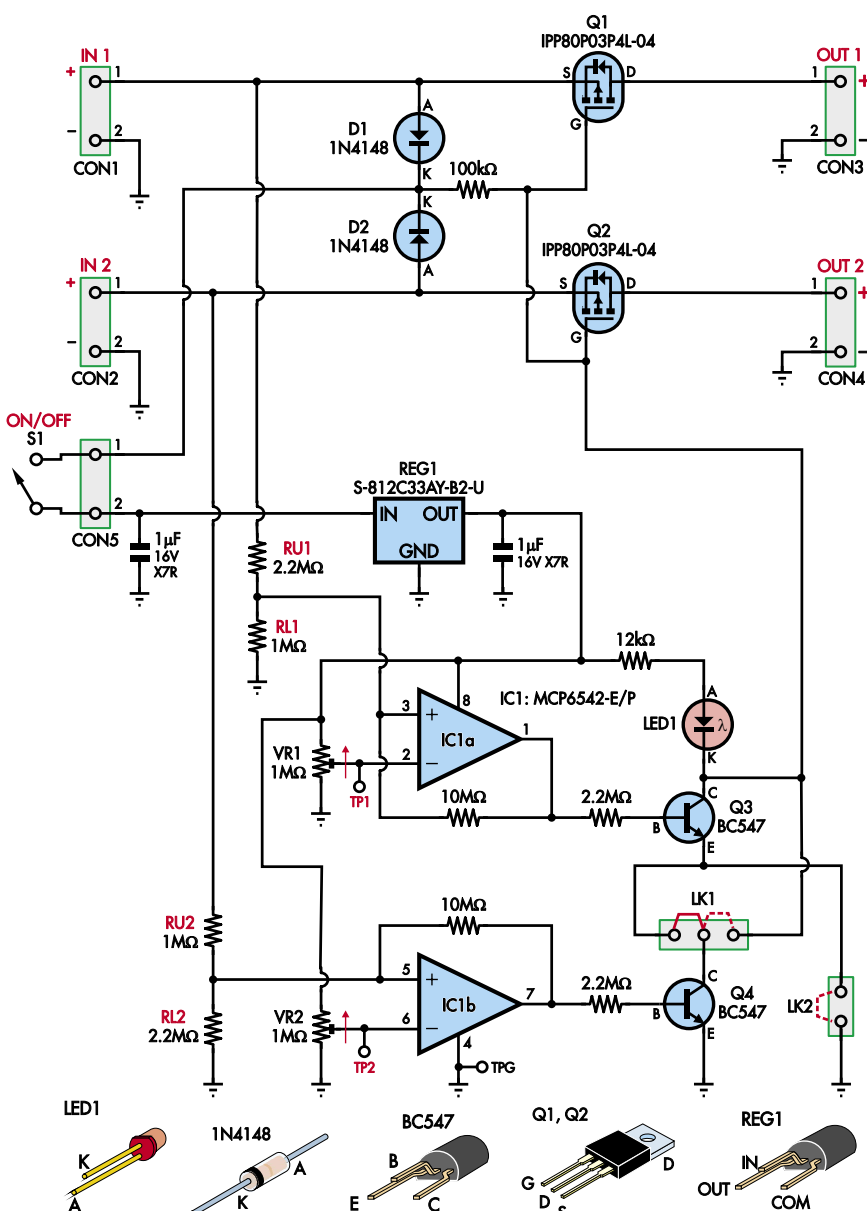 Q1
IPP80P03P4L-04
IN 1
OUT 1
+ 1
S D
1 +
G
A
D1
1N4148
K
– 2
2 –
CON1
CON3
100kΩ
K
D2
1N4148
A
Q2
IPP80P03P4L-04
IN 2
OUT 2
+ 1
S D
1 +
G
– 2
2 –
CON2
CON4
ON/OFF
S1
1
2
CON5
REG1
S-812C33AY-B2-U
IN OUT
GND
1µF
16V
X7R
1µF
16V X7R
RU1
2.2MΩ
RL1
1MΩ
12kΩ
IC1: MCP6542-E/P
A
LED1
λ
K
3
+
8
IC1a
1
2
–
VR1
1MΩ
TP1
10MΩ
2.2MΩ
B
C
Q3
BC547
E
LK1
RU2
1MΩ
10MΩ
5
+
IC1b
7
6
–
4
TPG
RL2
2.2MΩ
VR2
1MΩ
TP2
2.2MΩ
B
C
Q4
BC547
E
LK2
LED1
K
A
1N4148
A
K
BC547
B
E
C
Q1, Q2
G
D
S
D
REG1
IN
OUT
COM